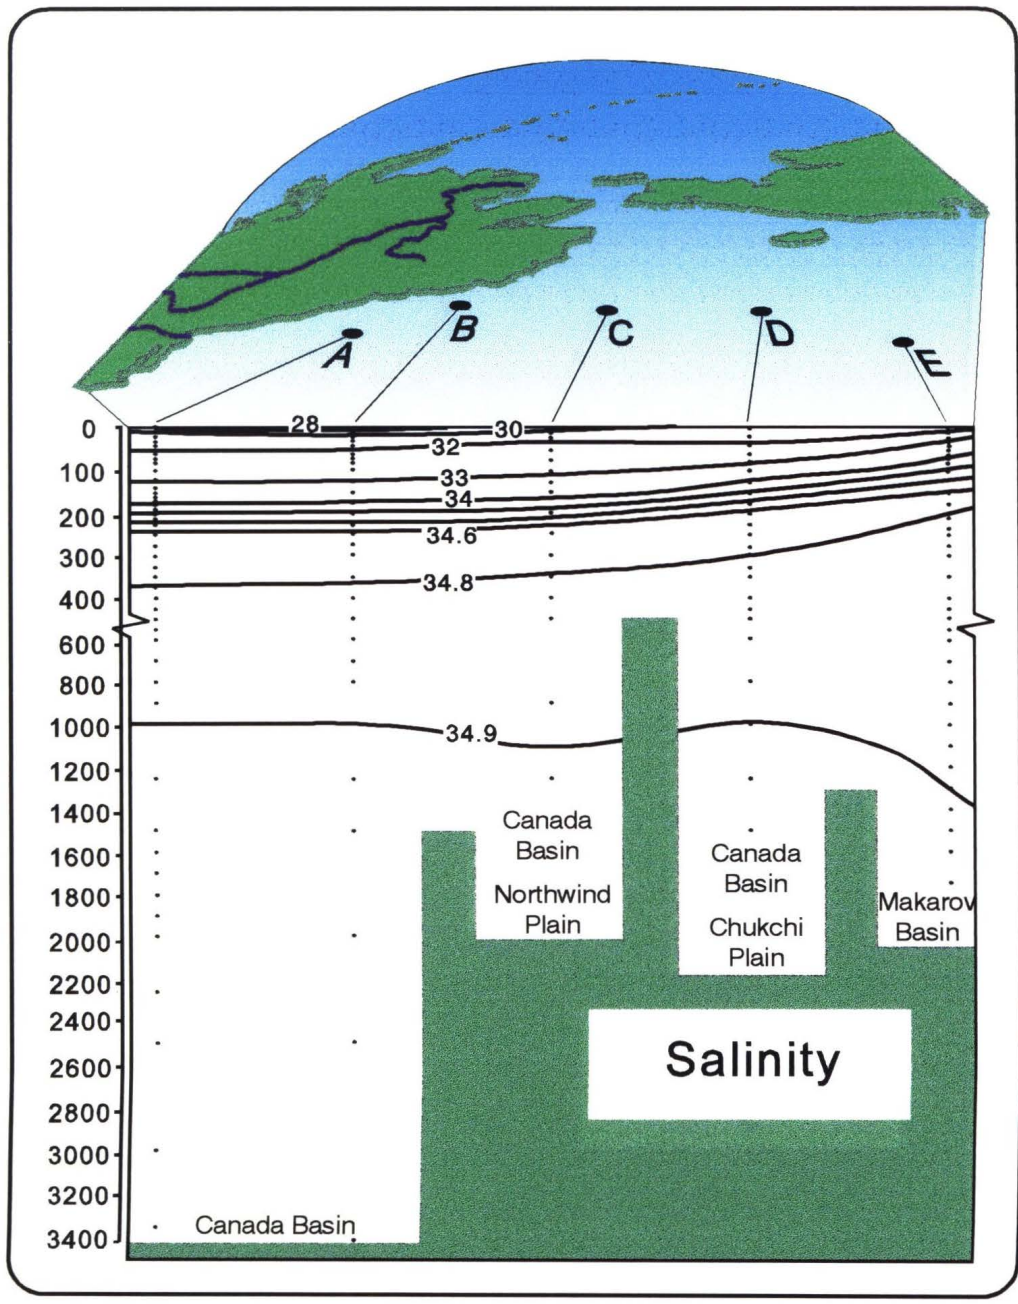 A
B
C
D
E
0
100
200
300
400
600
800
1000
1200
1400
1600
1800
2000
2200
2400
2600
2800
3000
3200
3400
28
30
32
33
34
34.6
34.8
34.9
Canada
Basin
Northwind
Plain
Canada
Basin
Chukchi
Plain
Makarov
Basin
Salinity
Canada Basin